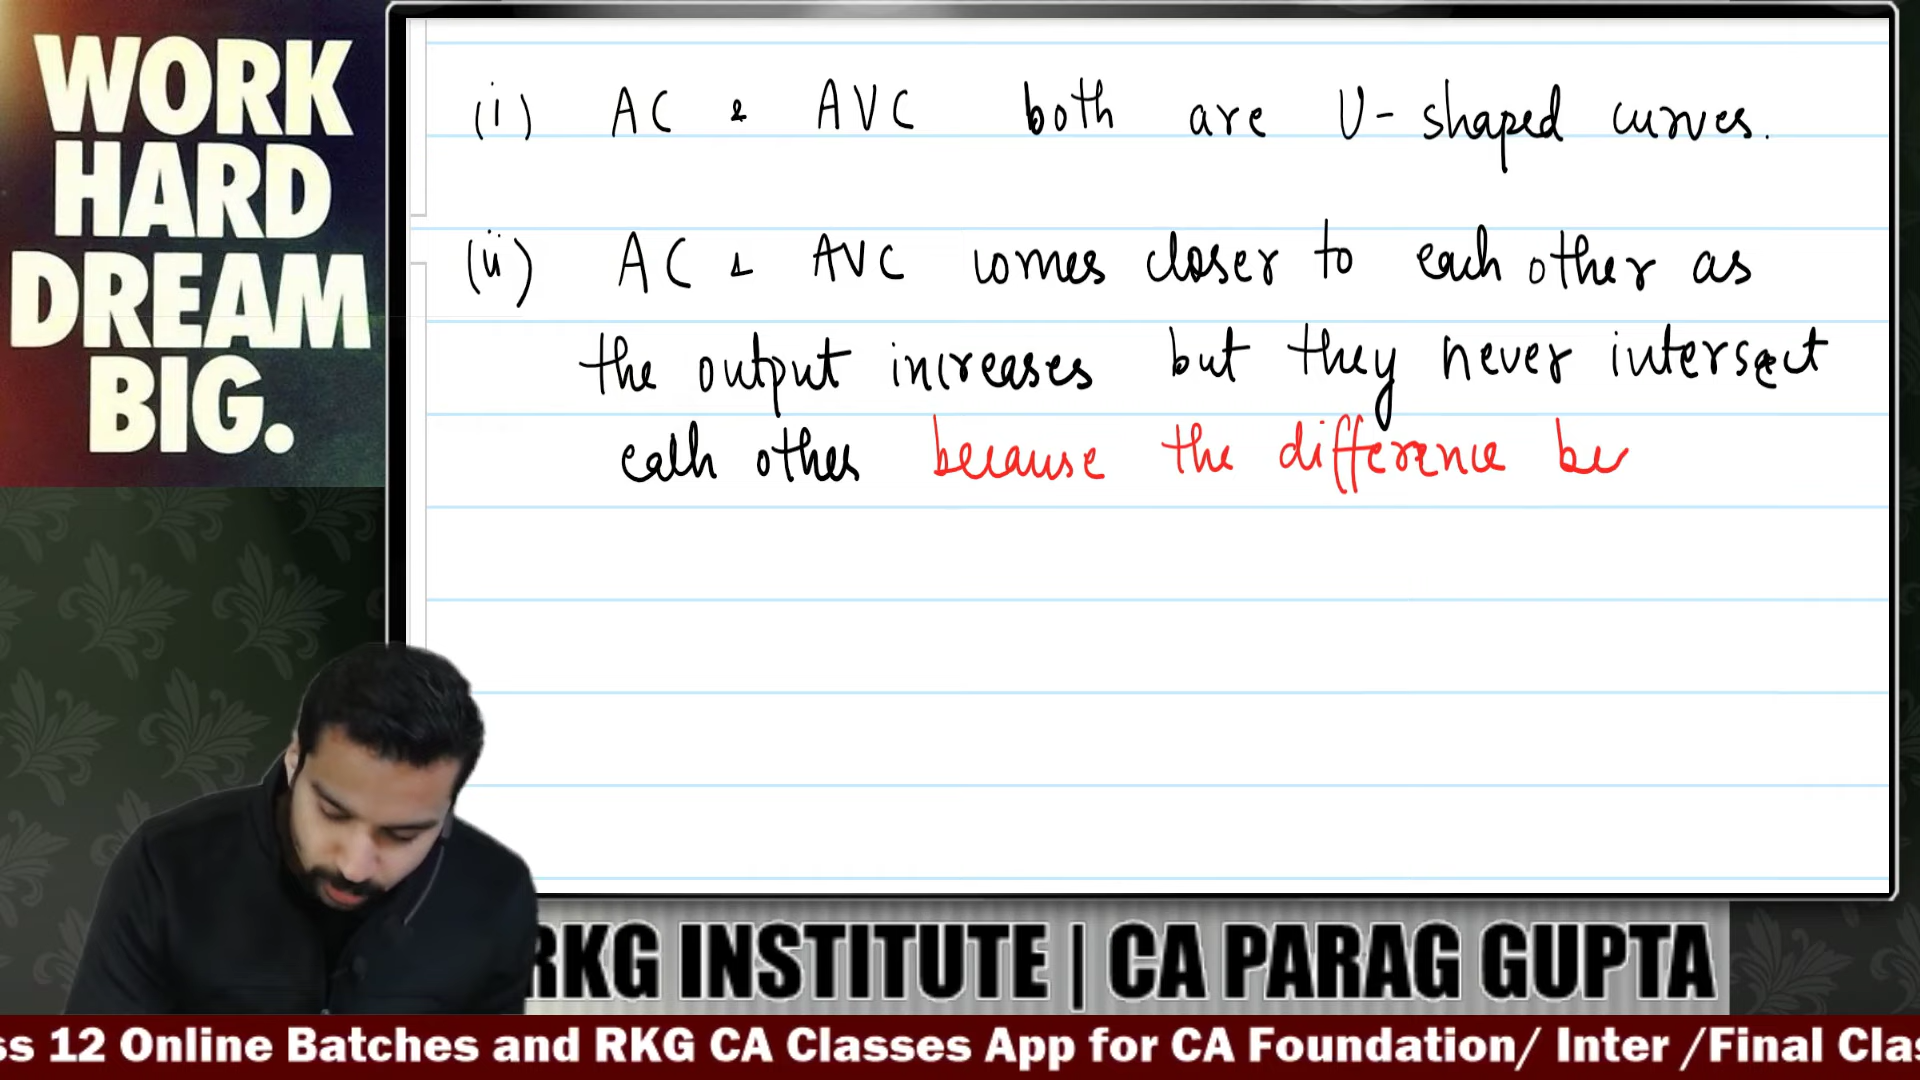 WORK
HARD
DREAM
BIG.
(i) AC & AVC both are U-shaped curves.
(ii) AC & AVC comes closer to each other as
the output increases but they never intersect
each other because the difference be
RKG INSTITUTE | CA PARAG GUPTA
ss 12 Online Batches and RKG CA Classes App for CA Foundation/ Inter /Final Clas